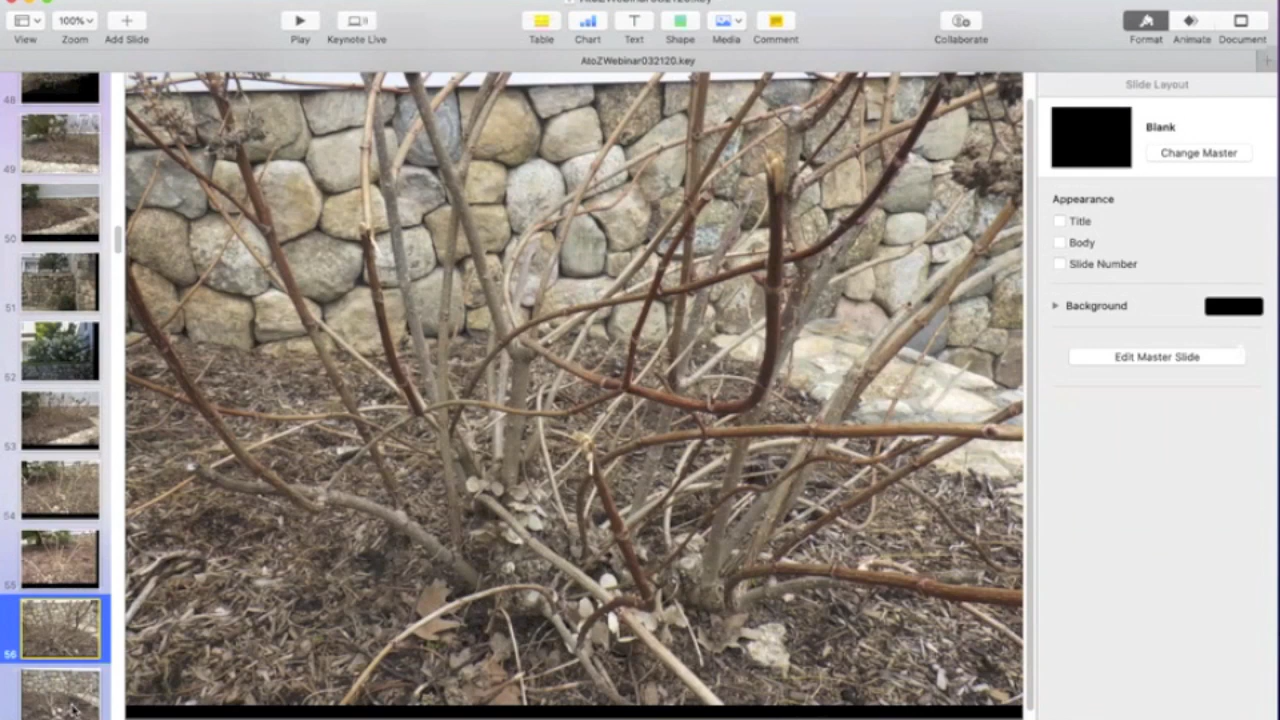 AtoZWebinar032120.key
View
100%
Zoom
Add Slide
Play
Keynote Live
Table
Chart
Text
Shape
Media
Comment
Collaborate
Format
Animate
Document
AtoZWebinar032120.key
48
49
50
51
52
53
54
55
56
Slide Layout
Blank
Change Master
Appearance
Title
Body
Slide Number
Background
Edit Master Slide